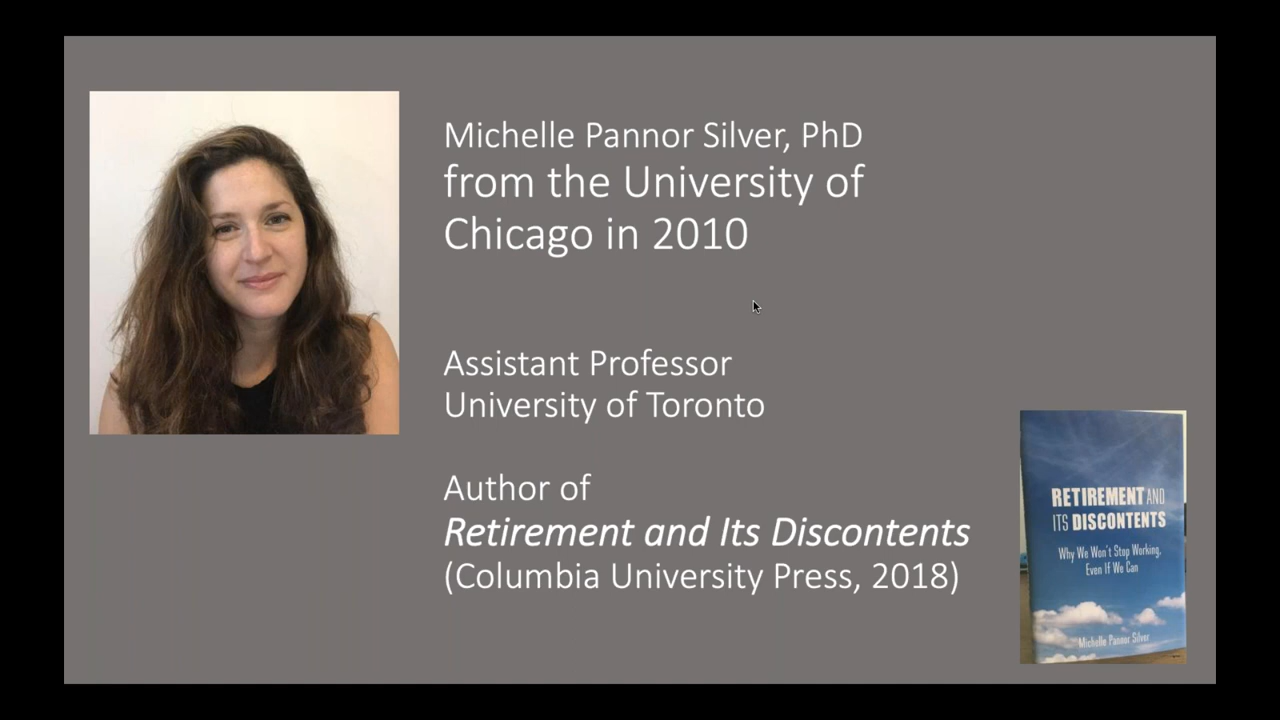 Michelle Pannor Silver, PhD
from the University of
Chicago in 2010
Assistant Professor
University of Toronto
Author of
Retirement and Its Discontents
(Columbia University Press, 2018)
RETIREMENT AND
ITS DISCONTENTS
Why We Won't Stop Working,
Even If We Can
Michelle Pannor Silver